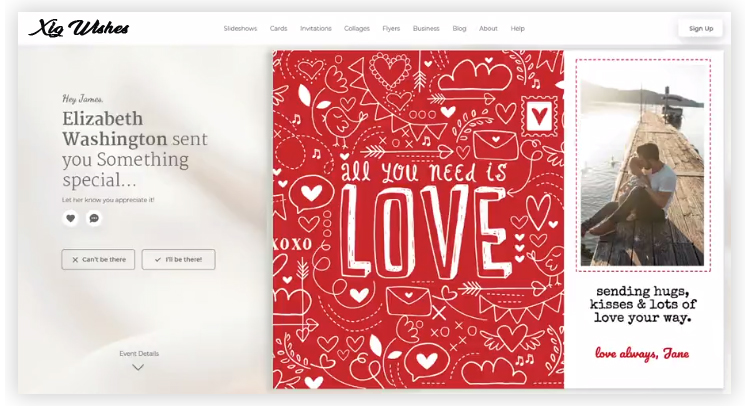 Xig Wishes
Slideshows Cards Invitations Collages Flyers Business Blog About Help
Sign Up
Hey James,
Elizabeth
Washington sent
you Something
special...
Let her know you appreciate it!
Can't be there
I'll be there!
Event Details
all you need is
LOVE
XOXO
sending hugs,
kisses & lots of
love your way.
love always, Jane